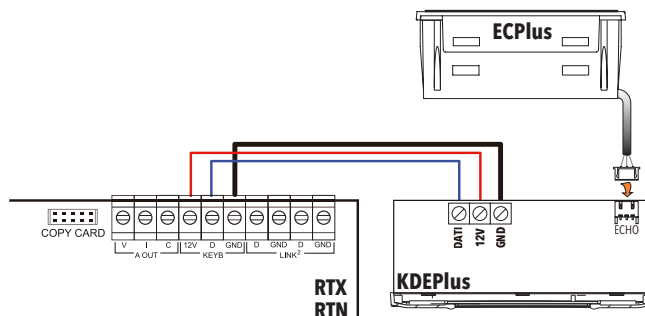 ECPlus
COPY CARD
V I C 12V D GND D GND D GND
A OUT KEYB LINK²
DATI 12V GND
ECHO
RTX
RTN
KDEPlus